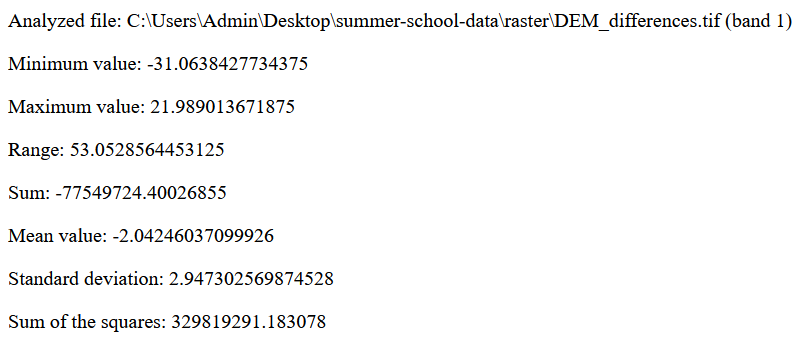 Analyzed file: C:\Users\Admin\Desktop\summer-school-data\raster\DEM_differences.tif (band 1)
Minimum value: -31.0638427734375
Maximum value: 21.989013671875
Range: 53.0528564453125
Sum: -77549724.40026855
Mean value: -2.04246037099926
Standard deviation: 2.947302569874528
Sum of the squares: 329819291.183078